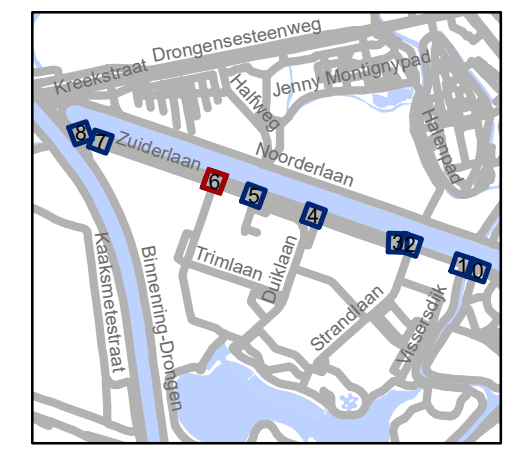 Drongensesteenweg
Kreekstraat
Jenny Montignypad
Halfweg
Halenpad
8
7
Zuiderlaan
Noorderlaan
6
5
4
3
2
1
0
Trimlaan
Duiklaan
Kaaksmetestraat
Binnenring-Drongen
Strandlaan
Vissersdijk